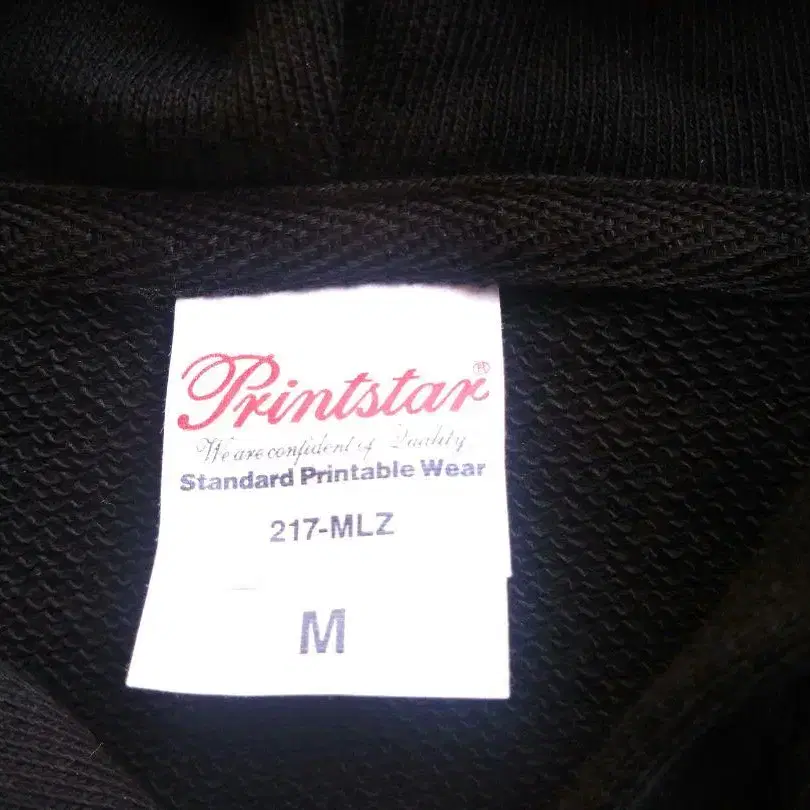 Printstar®
We are confident of Quality
Standard Printable Wear
217-MLZ
M